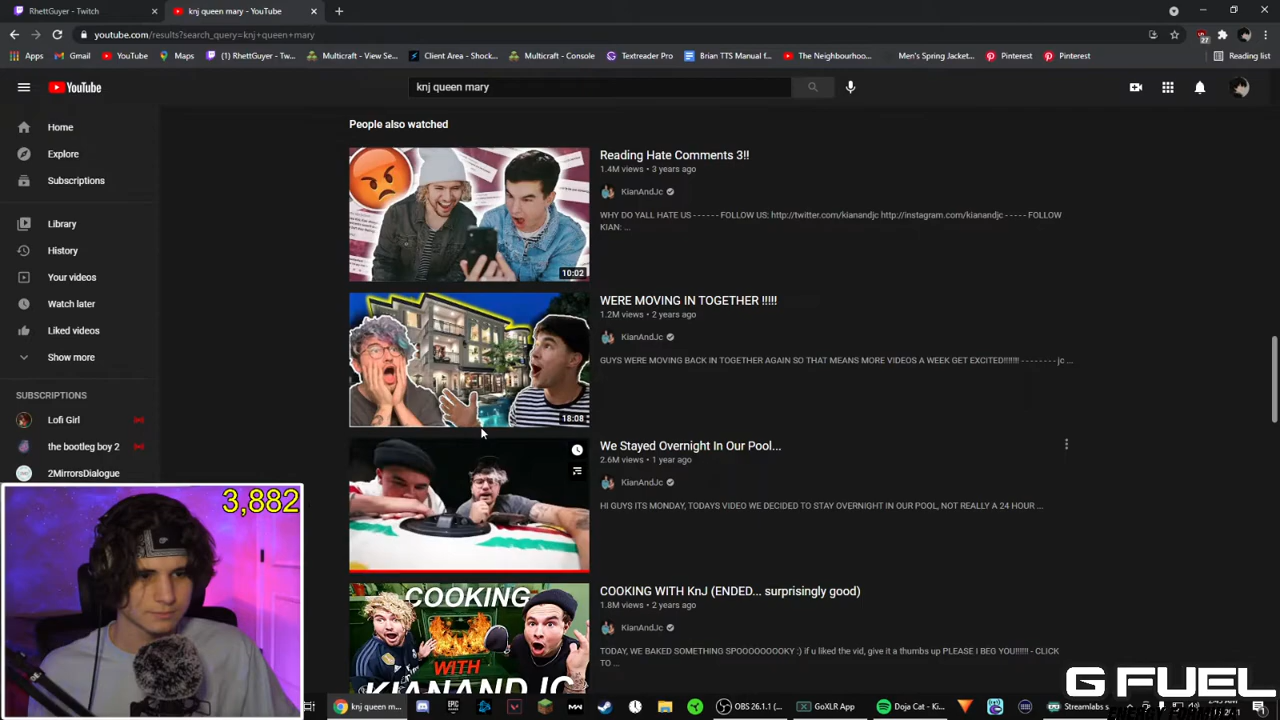 RhettGuyer - Twitch
knj queen mary - YouTube
youtube.com/results?search_query=knj+queen+mary
Apps
Gmail
YouTube
(1) RhettGuyer - Tw...
Multicraft - View Se...
Client Area - Shock...
Multicraft - Console
Textreader Pro
Brian TTS Manual f...
The Neighbourhoo...
Men's Spring Jacket...
Pinterest
Pinterest
Reading list
YouTube
knj queen mary
Home
Explore
Subscriptions
Library
History
Your videos
Watch later
Liked videos
Show more
SUBSCRIPTIONS
Lofi Girl
the bootleg boy 2
2MirrorsDialogue
3,882
People also watched
10:02
Reading Hate Comments 3!!
1.4M views • 3 years ago
KianAndJc
WHY DO YALL HATE US - - - - - - FOLLOW US: http://twitter.com/kianandjc http://instagram.com/kianandjc - - - - - FOLLOW
KIAN: ...
18:08
WERE MOVING IN TOGETHER !!!!!
1.2M views • 2 years ago
KianAndJc
GUYS WERE MOVING BACK IN TOGETHER AGAIN SO THAT MEANS MORE VIDEOS A WEEK GET EXCITED!!!!!!! - - - - - - - - jc ...
We Stayed Overnight In Our Pool...
2.6M views • 1 year ago
KianAndJc
HI GUYS ITS MONDAY, TODAYS VIDEO WE DECIDED TO STAY OVERNIGHT IN OUR POOL, NOT REALLY A 24 HOUR ...
COOKING
WITH
KIANANDJC
COOKING WITH KnJ (ENDED... surprisingly good)
1.8M views • 2 years ago
KianAndJc
TODAY, WE BAKED SOMETHING SPOOOOOOOKY :) if u liked the vid, give it a thumbs up PLEASE I BEG YOU!!!!!! - CLICK
TO ...
G FUEL
knj queen m...
EPIC
OBS 26.1.1 (...
GoXLR App
Doja Cat - Ki...
Streamlabs